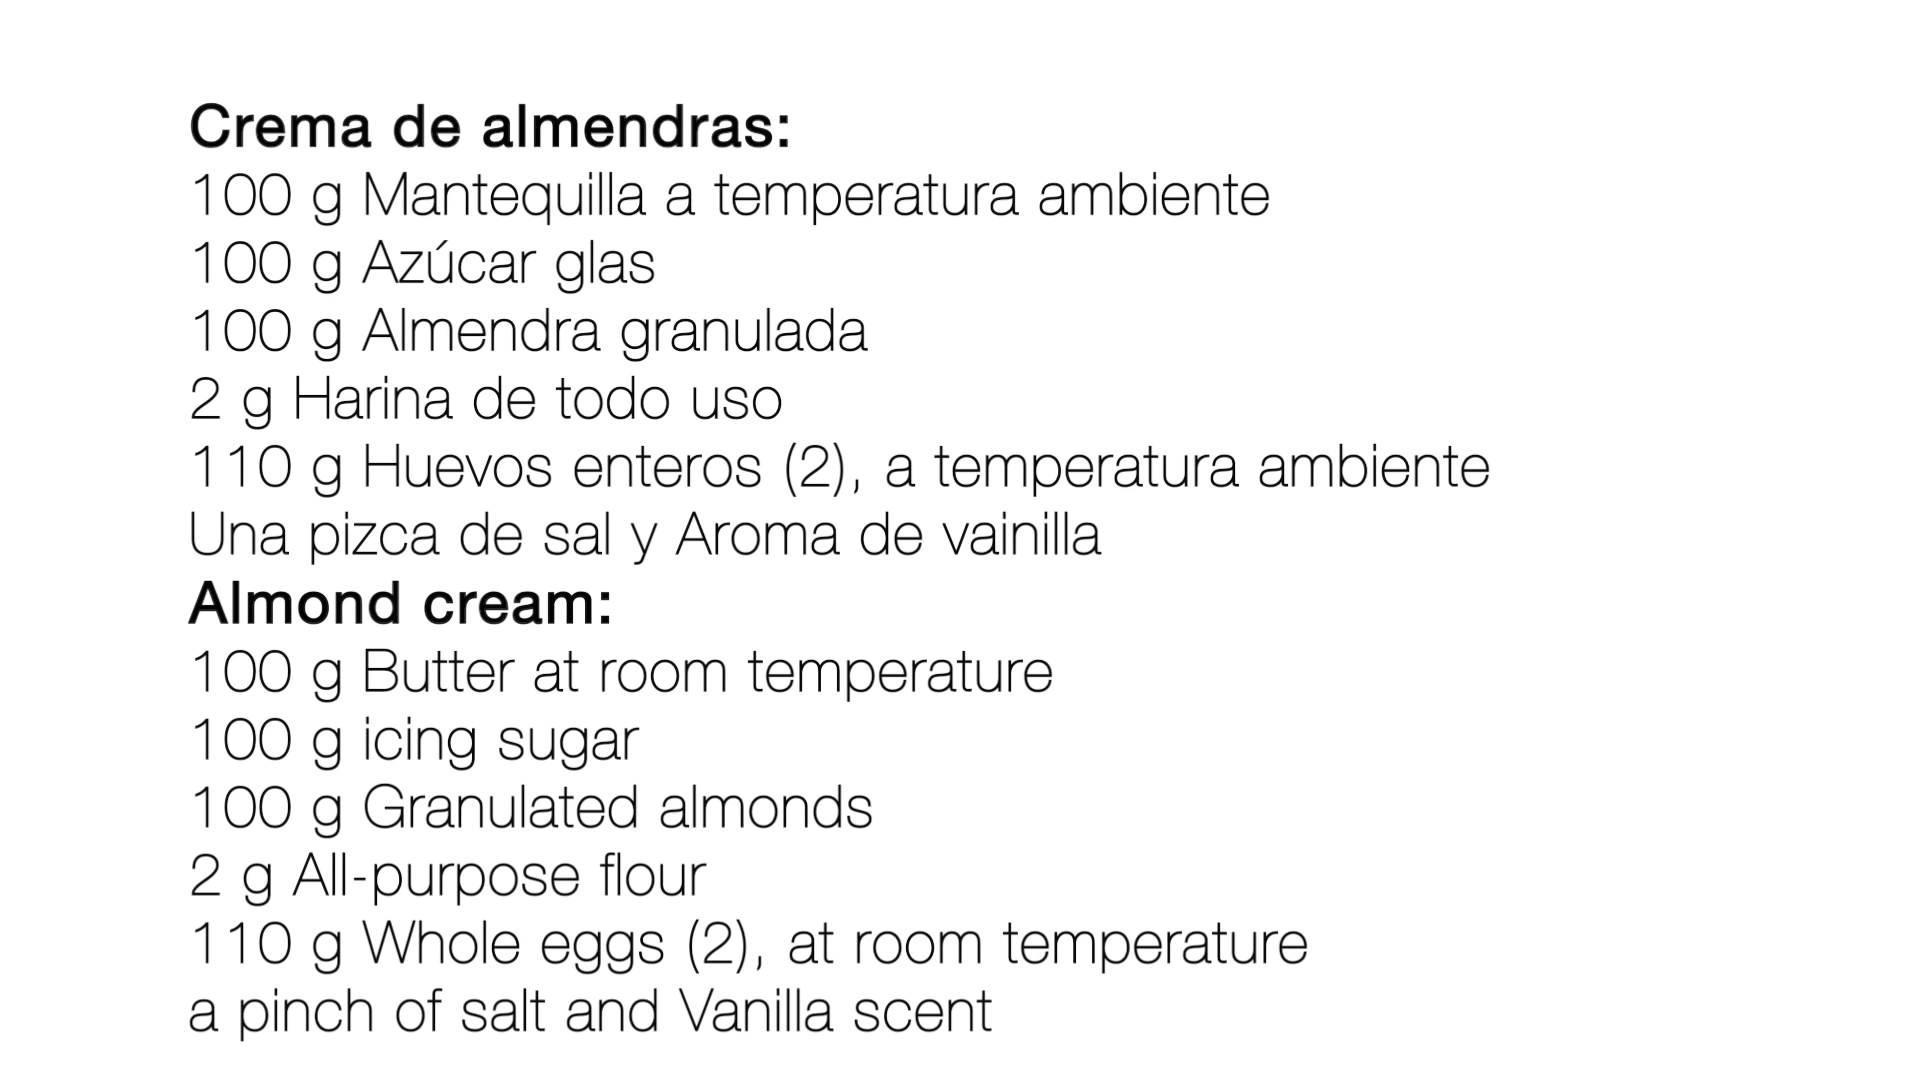 Crema de almendras:
100 g Mantequilla a temperatura ambiente
100 g Azúcar glas
100 g Almendra granulada
2 g Harina de todo uso
110 g Huevos enteros (2), a temperatura ambiente
Una pizca de sal y Aroma de vainilla
Almond cream:
100 g Butter at room temperature
100 g icing sugar
100 g Granulated almonds
2 g All-purpose flour
110 g Whole eggs (2), at room temperature
a pinch of salt and Vanilla scent